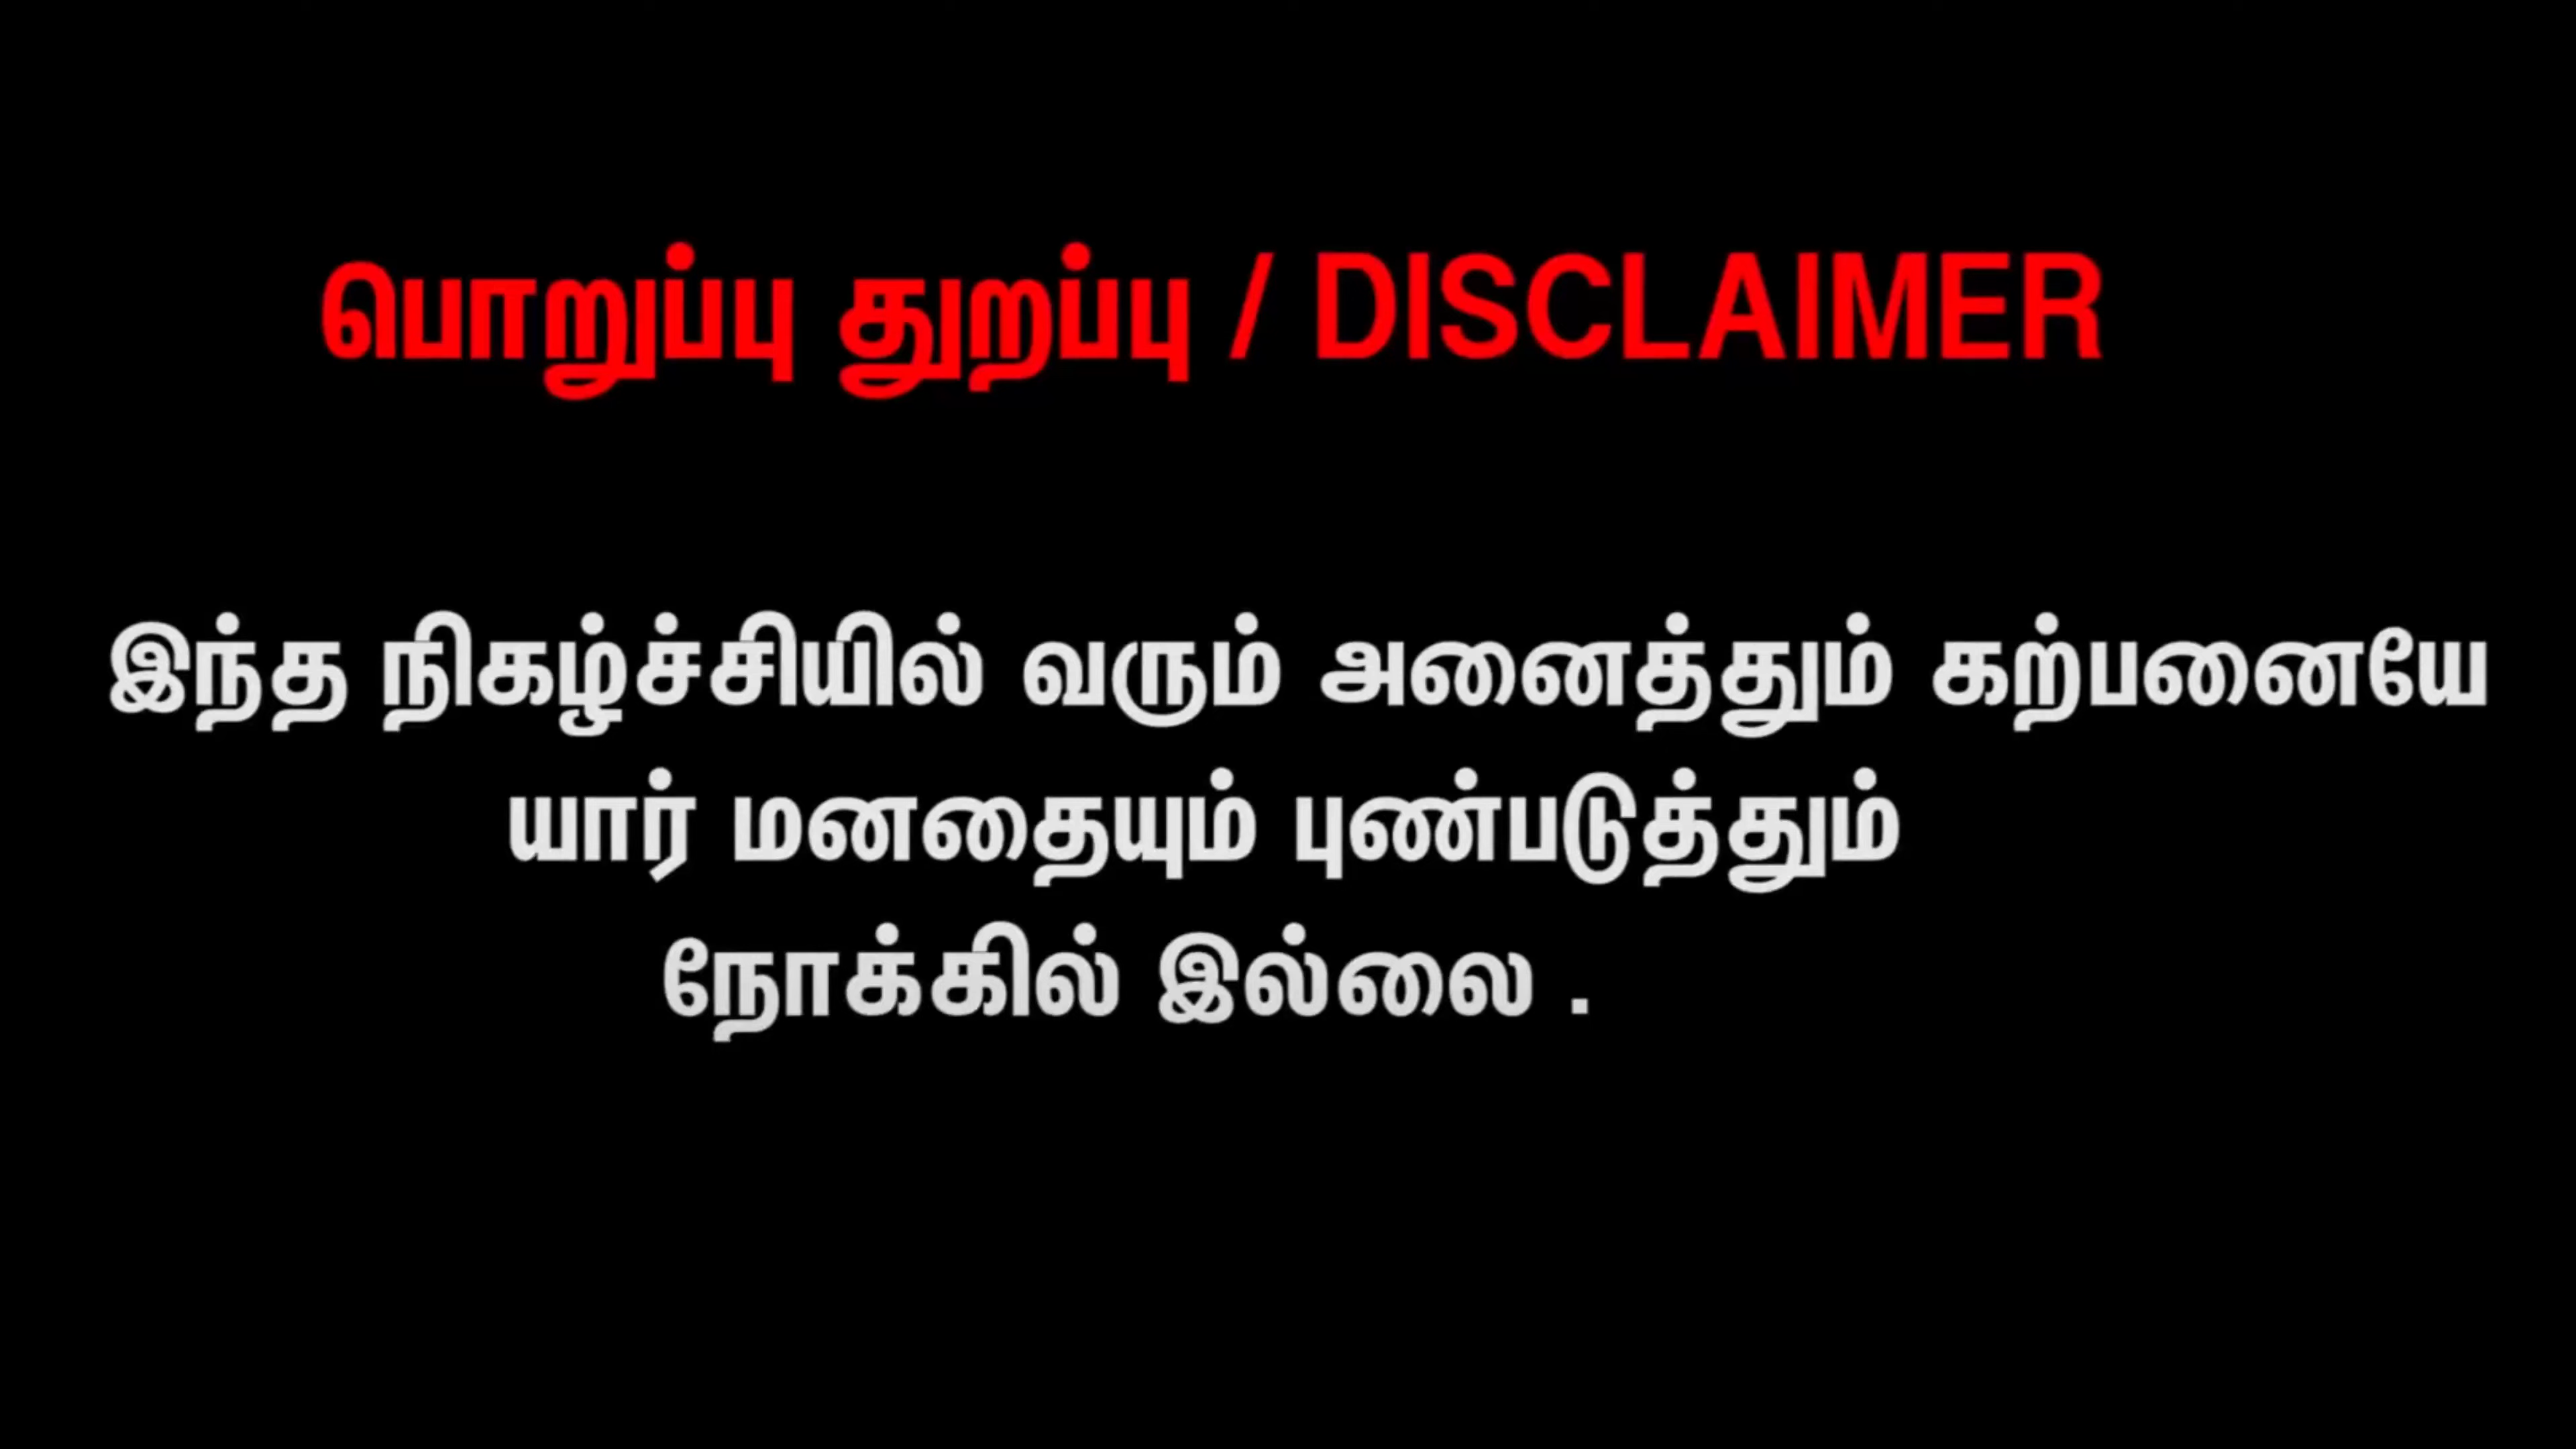 பொறுப்பு துறப்பு / DISCLAIMER
இந்த நிகழ்ச்சியில் வரும் அனைத்தும் கற்பனையே
யார் மனதையும் புண்படுத்தும்
நோக்கில் இல்லை .